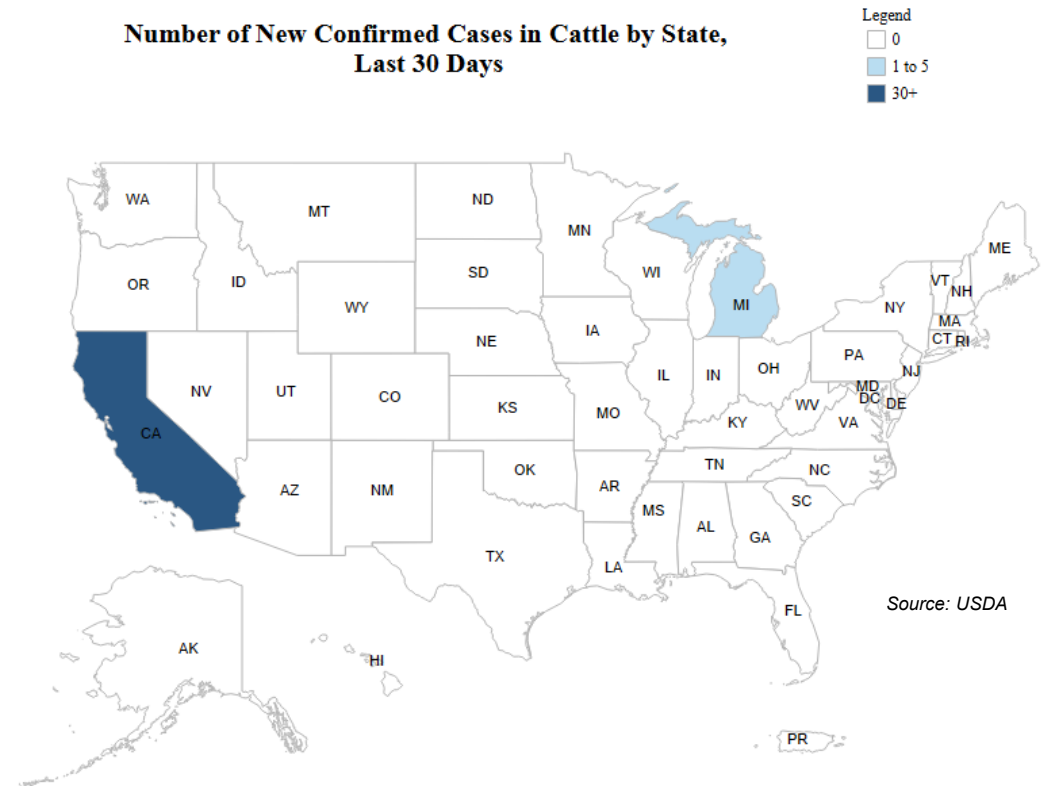 Number of New Confirmed Cases in Cattle by State,
Last 30 Days
Legend
0
1 to 5
30+
WA
MT
ND
MN
ME
OR
ID
SD
WI
VT
NH
WY
MI
NY
MA
IA
CT
RI
NE
PA
NV
UT
CO
IL
IN
OH
NJ
MD
DC
DE
KS
MO
WV
VA
CA
KY
AZ
NM
OK
AR
TN
NC
SC
MS
AL
GA
TX
LA
FL
Source: USDA
AK
HI
PR